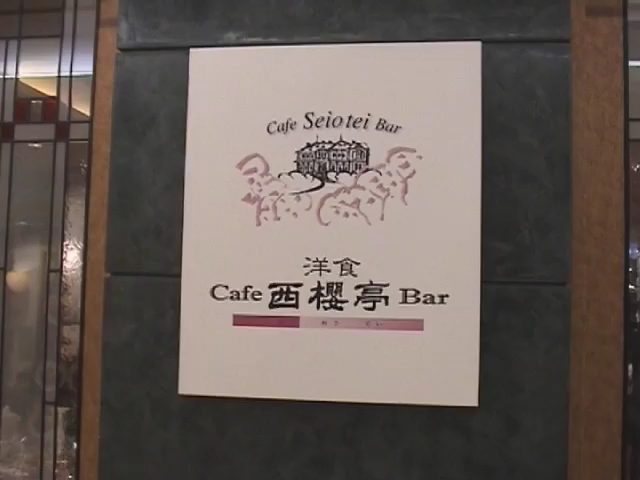 Cafe Seiotei Bar
洋食
Cafe 西櫻亭 Bar